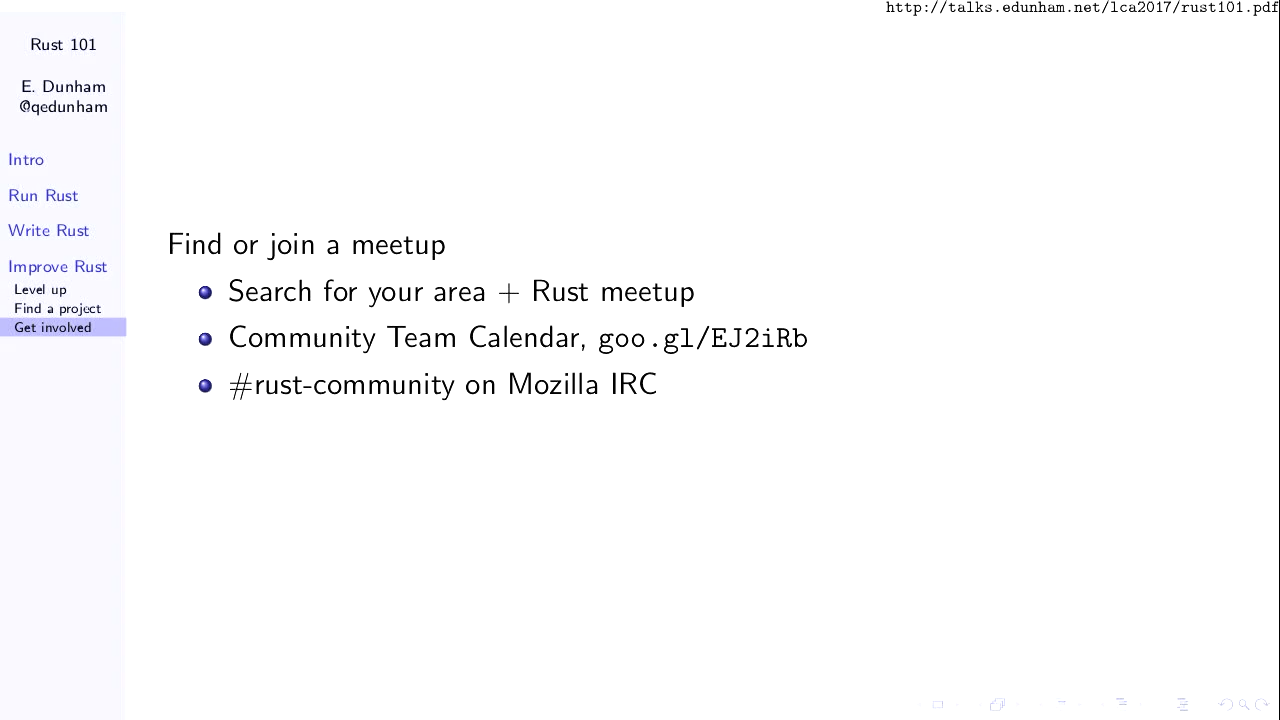 http://talks.edunham.net/lca2017/rust101.pdf
Rust 101
E. Dunham
@qedunham
Intro
Run Rust
Write Rust
Improve Rust
Level up
Find a project
Get involved
Find or join a meetup
Search for your area + Rust meetup
Community Team Calendar, goo.gl/EJ2iRb
#rust-community on Mozilla IRC